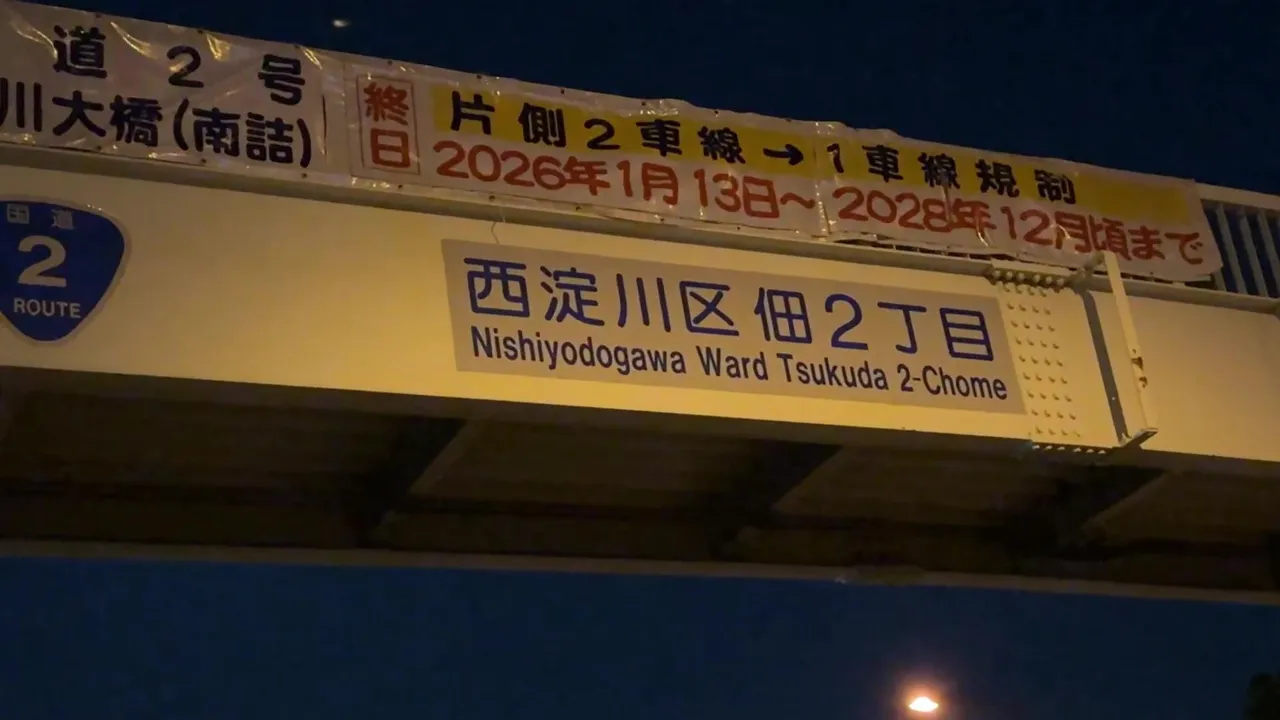 道2号
川大橋(南詰)
終日
片側2車線→1車線規制
2026年1月13日~2028年12月頃まで
国道
2
ROUTE
西淀川区佃2丁目
Nishiyodogawa Ward Tsukuda 2-Chome